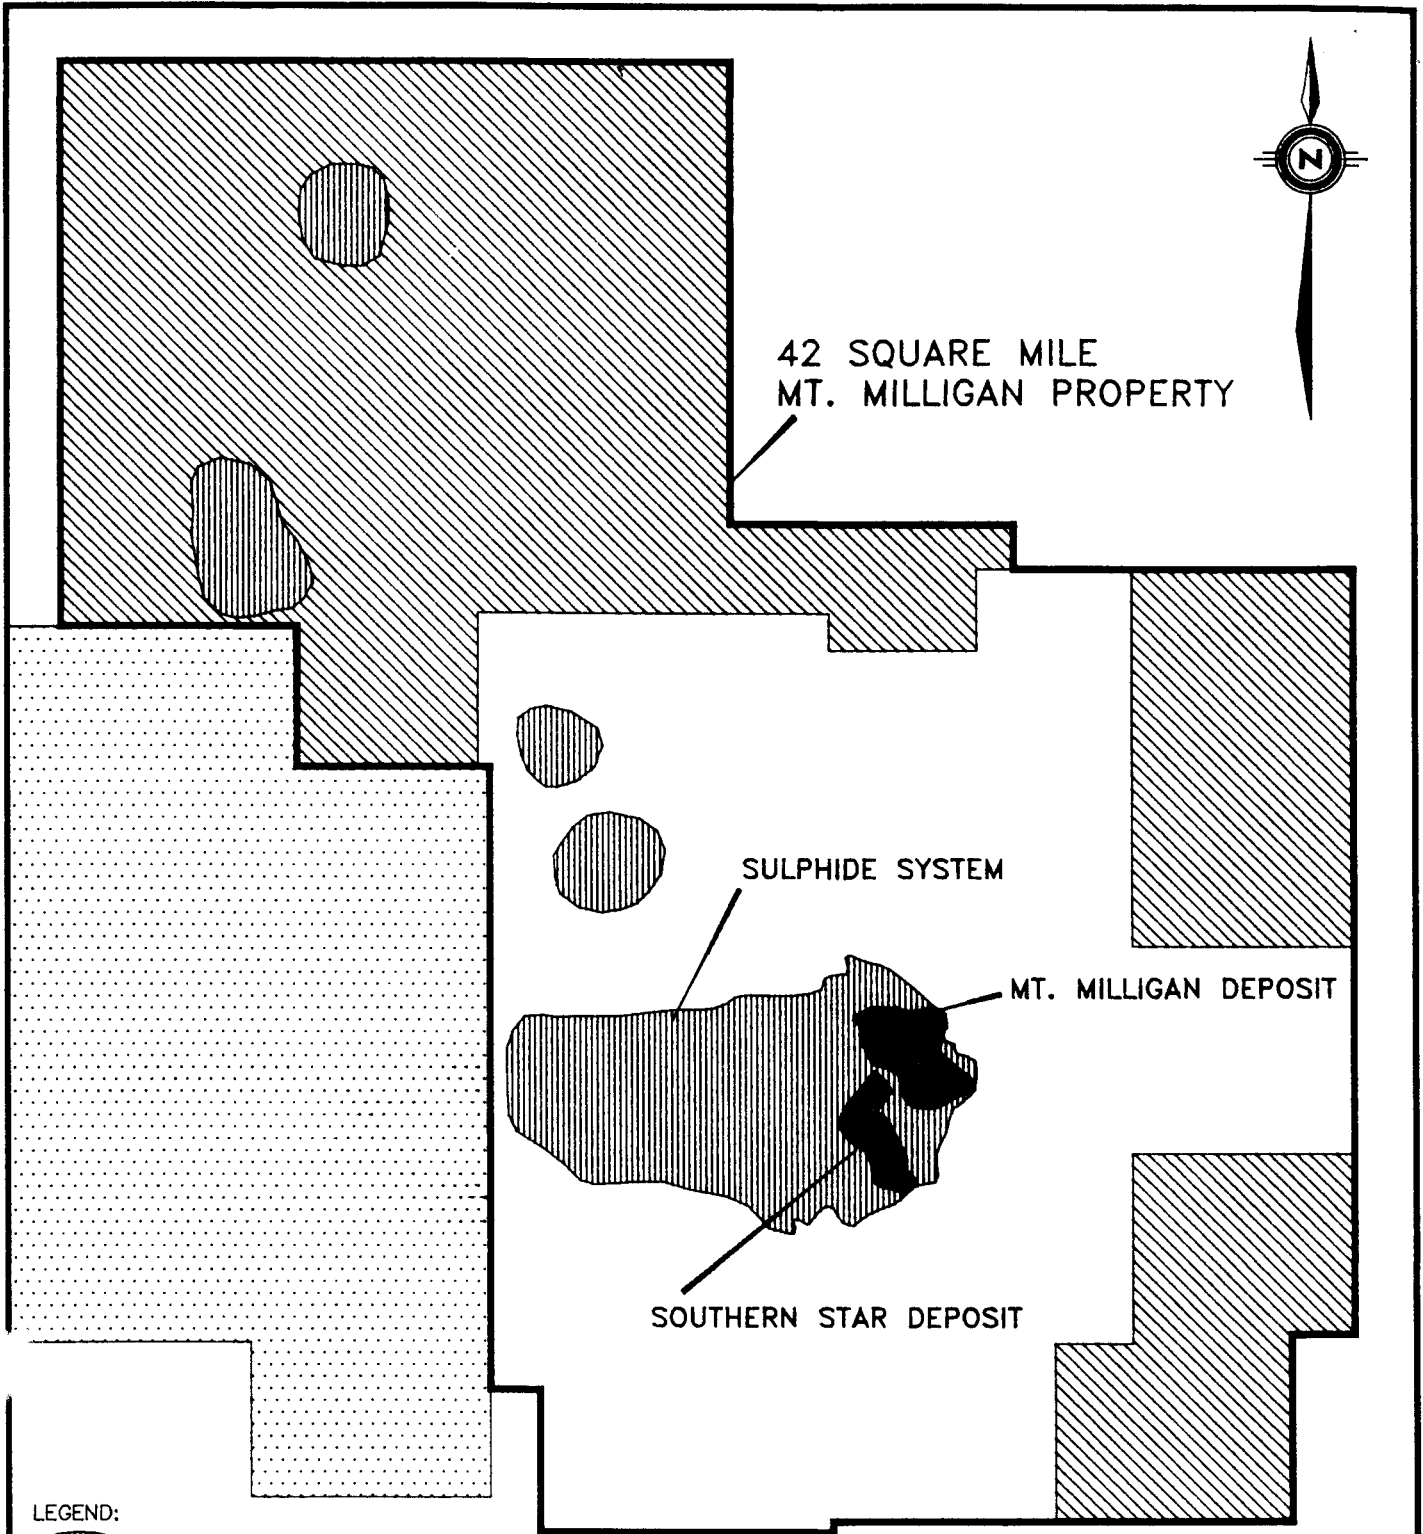 N
42 SQUARE MILE
MT. MILLIGAN PROPERTY
SULPHIDE SYSTEM
MT. MILLIGAN DEPOSIT
SOUTHERN STAR DEPOSIT
LEGEND: